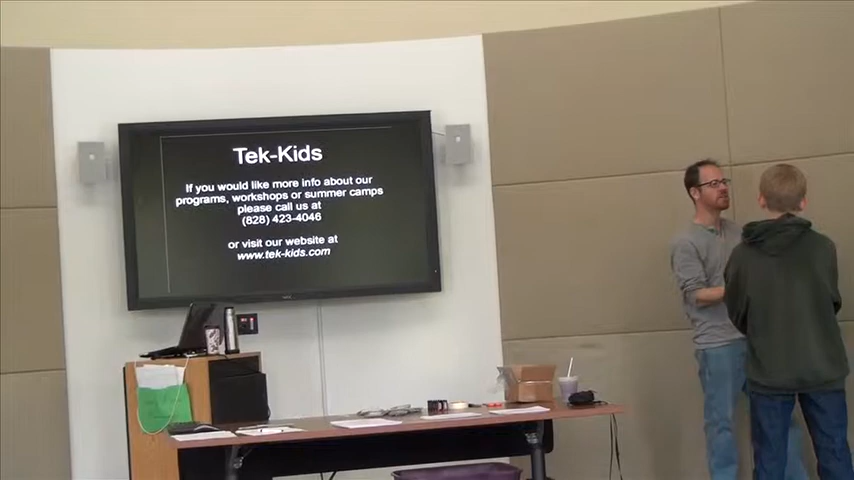 Tek-Kids
If you would like more info about our
programs, workshops or summer camps
please call us at
(828) 423-4046
or visit our website at
www.tek-kids.com